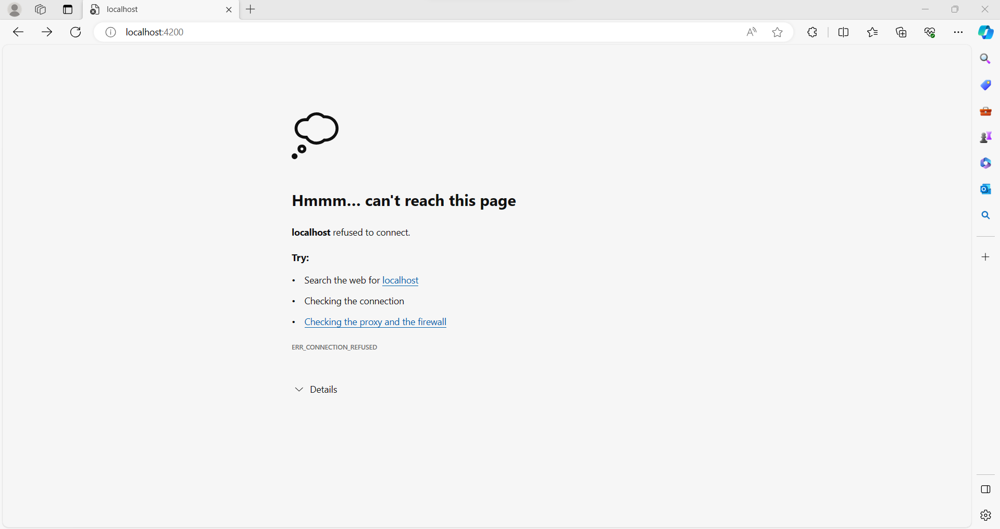 localhost
localhost:4200
Hmmm... can't reach this page
localhost refused to connect.
Try:
• Search the web for localhost
• Checking the connection
• Checking the proxy and the firewall
ERR_CONNECTION_REFUSED
Details